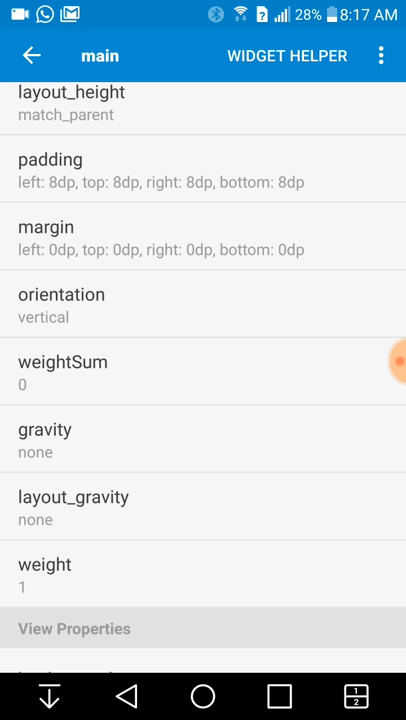 28% 8:17 AM
main WIDGET HELPER
layout_height
match_parent
padding
left: 8dp, top: 8dp, right: 8dp, bottom: 8dp
margin
left: 0dp, top: 0dp, right: 0dp, bottom: 0dp
orientation
vertical
weightSum
0
gravity
none
layout_gravity
none
weight
1
View Properties
1
2